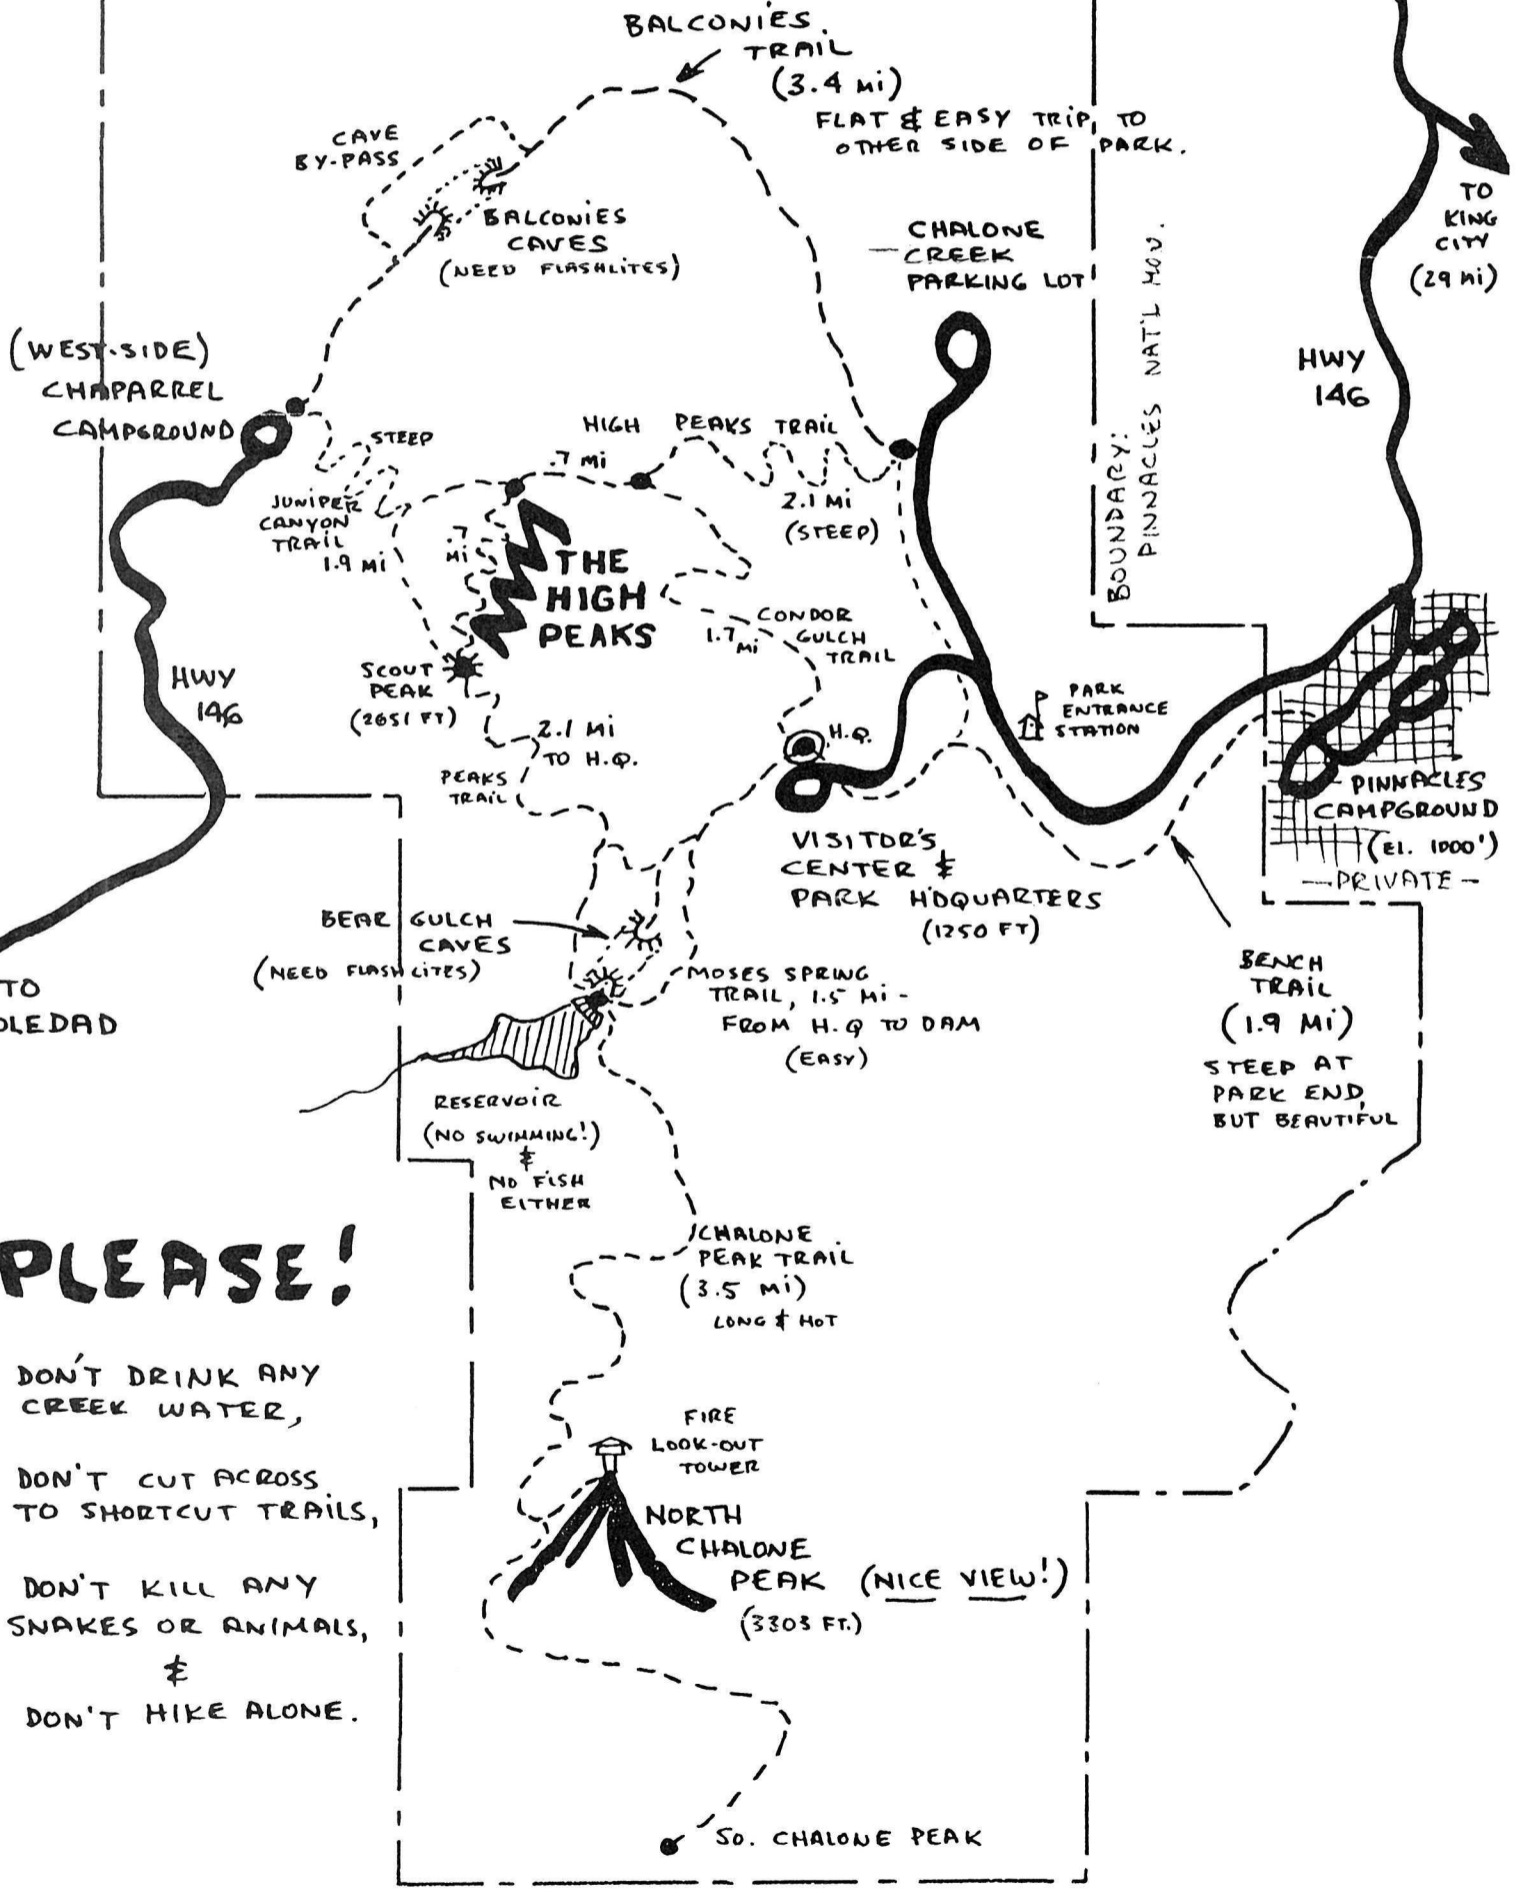 BALCONIES
TRAIL
(3.4 Mi)
FLAT & EASY TRIP TO
OTHER SIDE OF PARK.
CAVE
BY-PASS
BALCONIES
CAVES
(NEED FLASHLITES)
CHALONE
CREEK
PARKING LOT
TO
KING
CITY
(29 Mi)
HWY
146
BOUNDARY:
PINNACLES NAT'L MON.
(WEST-SIDE)
CHAPARREL
CAMPGROUND
STEEP
JUNIPER
CANYON
TRAIL
1.9 Mi
HIGH PEAKS TRAIL
.7 Mi
2.1 Mi
(STEEP)
.7
Mi
THE
HIGH
PEAKS
CONDOR
GULCH
TRAIL
1.7
Mi
HWY
146
SCOUT
PEAK
(2651 FT)
2.1 Mi
TO H.Q.
PEAKS
TRAIL
H.Q.
PARK
ENTRANCE
STATION
PINNACLES
CAMPGROUND
(El. 1000')
-PRIVATE-
VISITOR'S
CENTER &
PARK H'DQUARTERS
(1250 FT)
BEAR GULCH
CAVES
(NEED FLASHLITES)
MOSES SPRING
TRAIL, 1.5 Mi-
FROM H.Q TO DAM
(EASY)
BENCH
TRAIL
(1.9 Mi)
STEEP AT
PARK END,
BUT BEAUTIFUL
TO
OLEDAD
RESERVOIR
(NO SWIMMING!)
&
NO FISH
EITHER
CHALONE
PEAK TRAIL
(3.5 Mi)
LONG & HOT
PLEASE!
DON'T DRINK ANY
CREEK WATER,
DON'T CUT ACROSS
TO SHORTCUT TRAILS,
DON'T KILL ANY
SNAKES OR ANIMALS,
&
DON'T HIKE ALONE.
FIRE
LOOK-OUT
TOWER
NORTH
CHALONE
PEAK (NICE VIEW!)
(3303 FT.)
SO. CHALONE PEAK